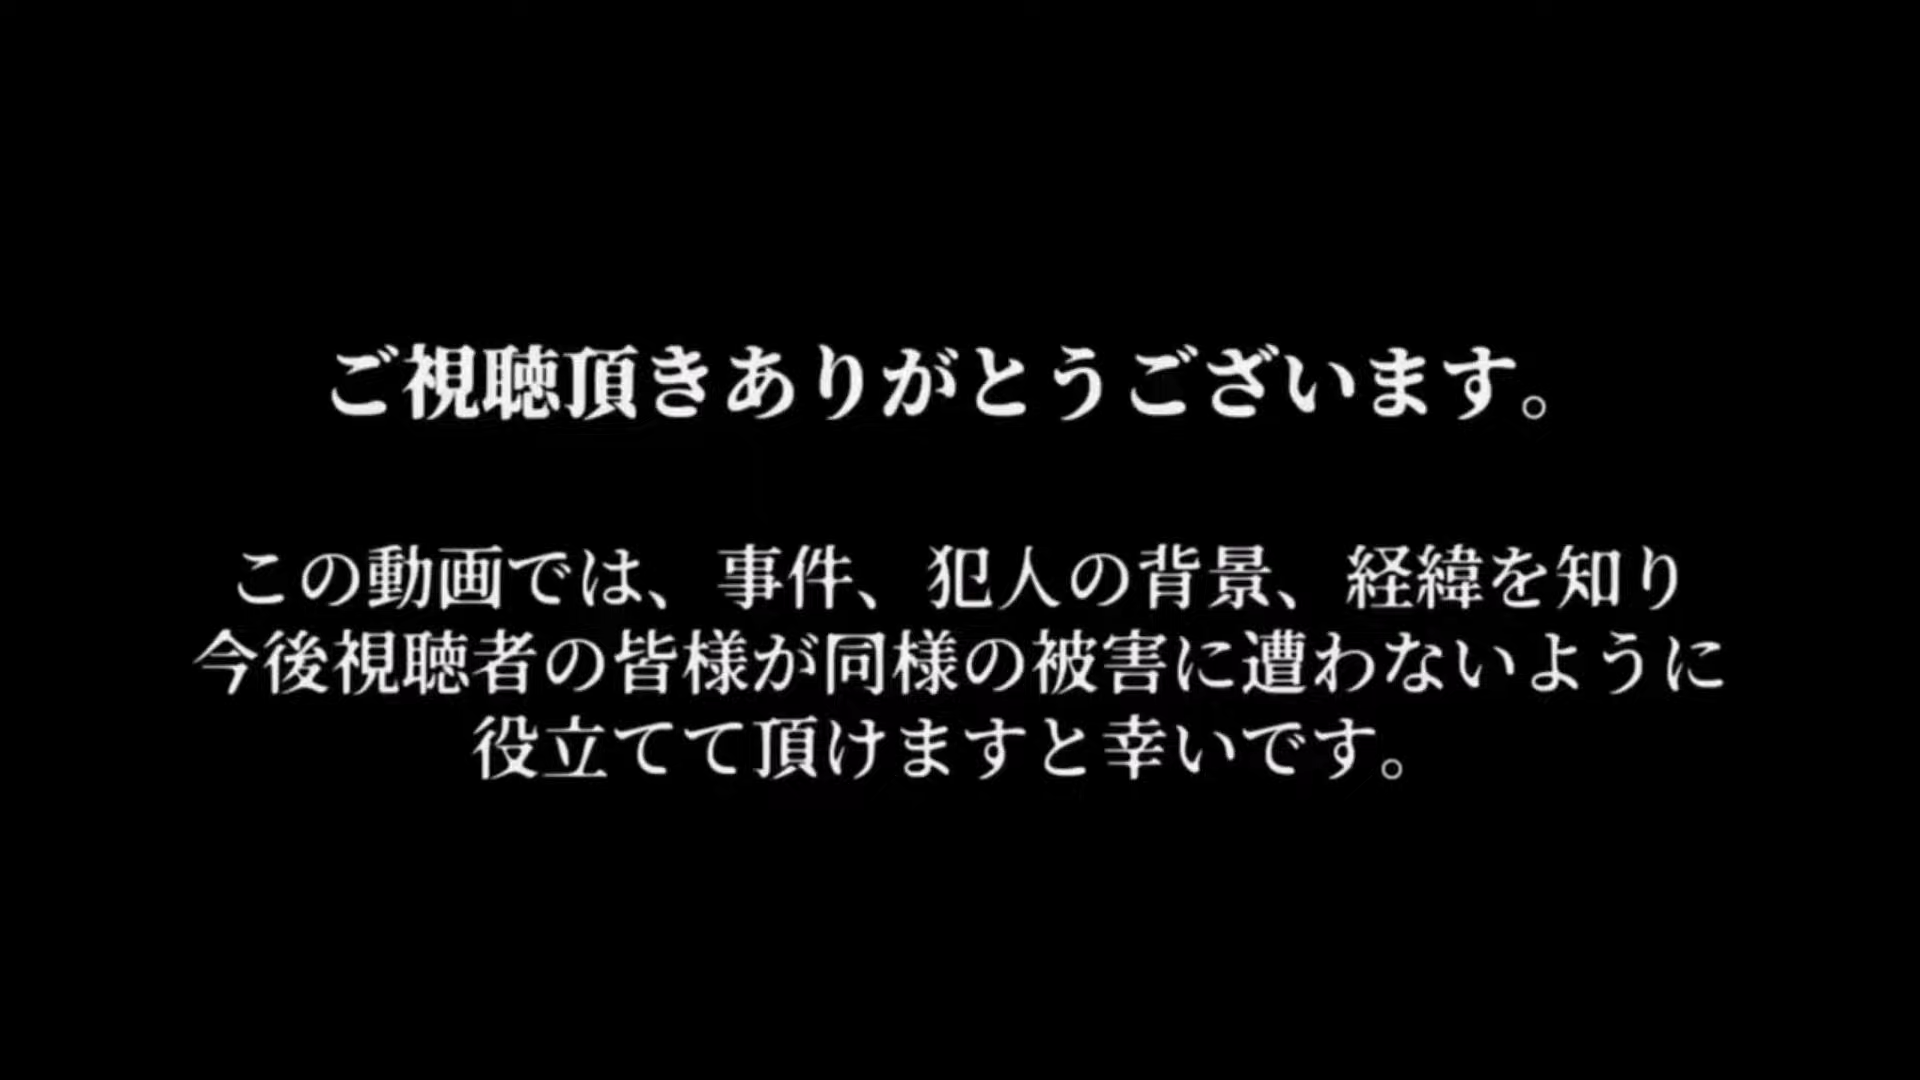 ご視聴頂きありがとうございます。
この動画では、事件、犯人の背景、経緯を知り
今後視聴者の皆様が同様の被害に遭わないように
役立てて頂けますと幸いです。